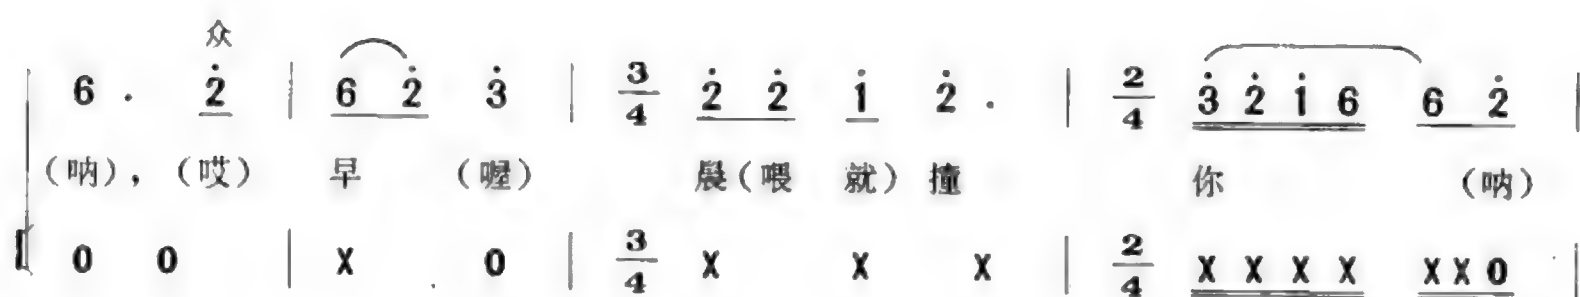 众
6 . 2̇ | 6 2̇ 3̇ | 3/4 2̇ 2̇ 1̇ 2̇ . | 2/4 3̇ 2̇ 1̇ 6 6 2̇ |
(呐),(哎) 早 (喔) 晨(喂 就) 撞 你 (呐)
0 0 | X 0 | 3/4 X X X | 2/4 X X X X X X 0 |